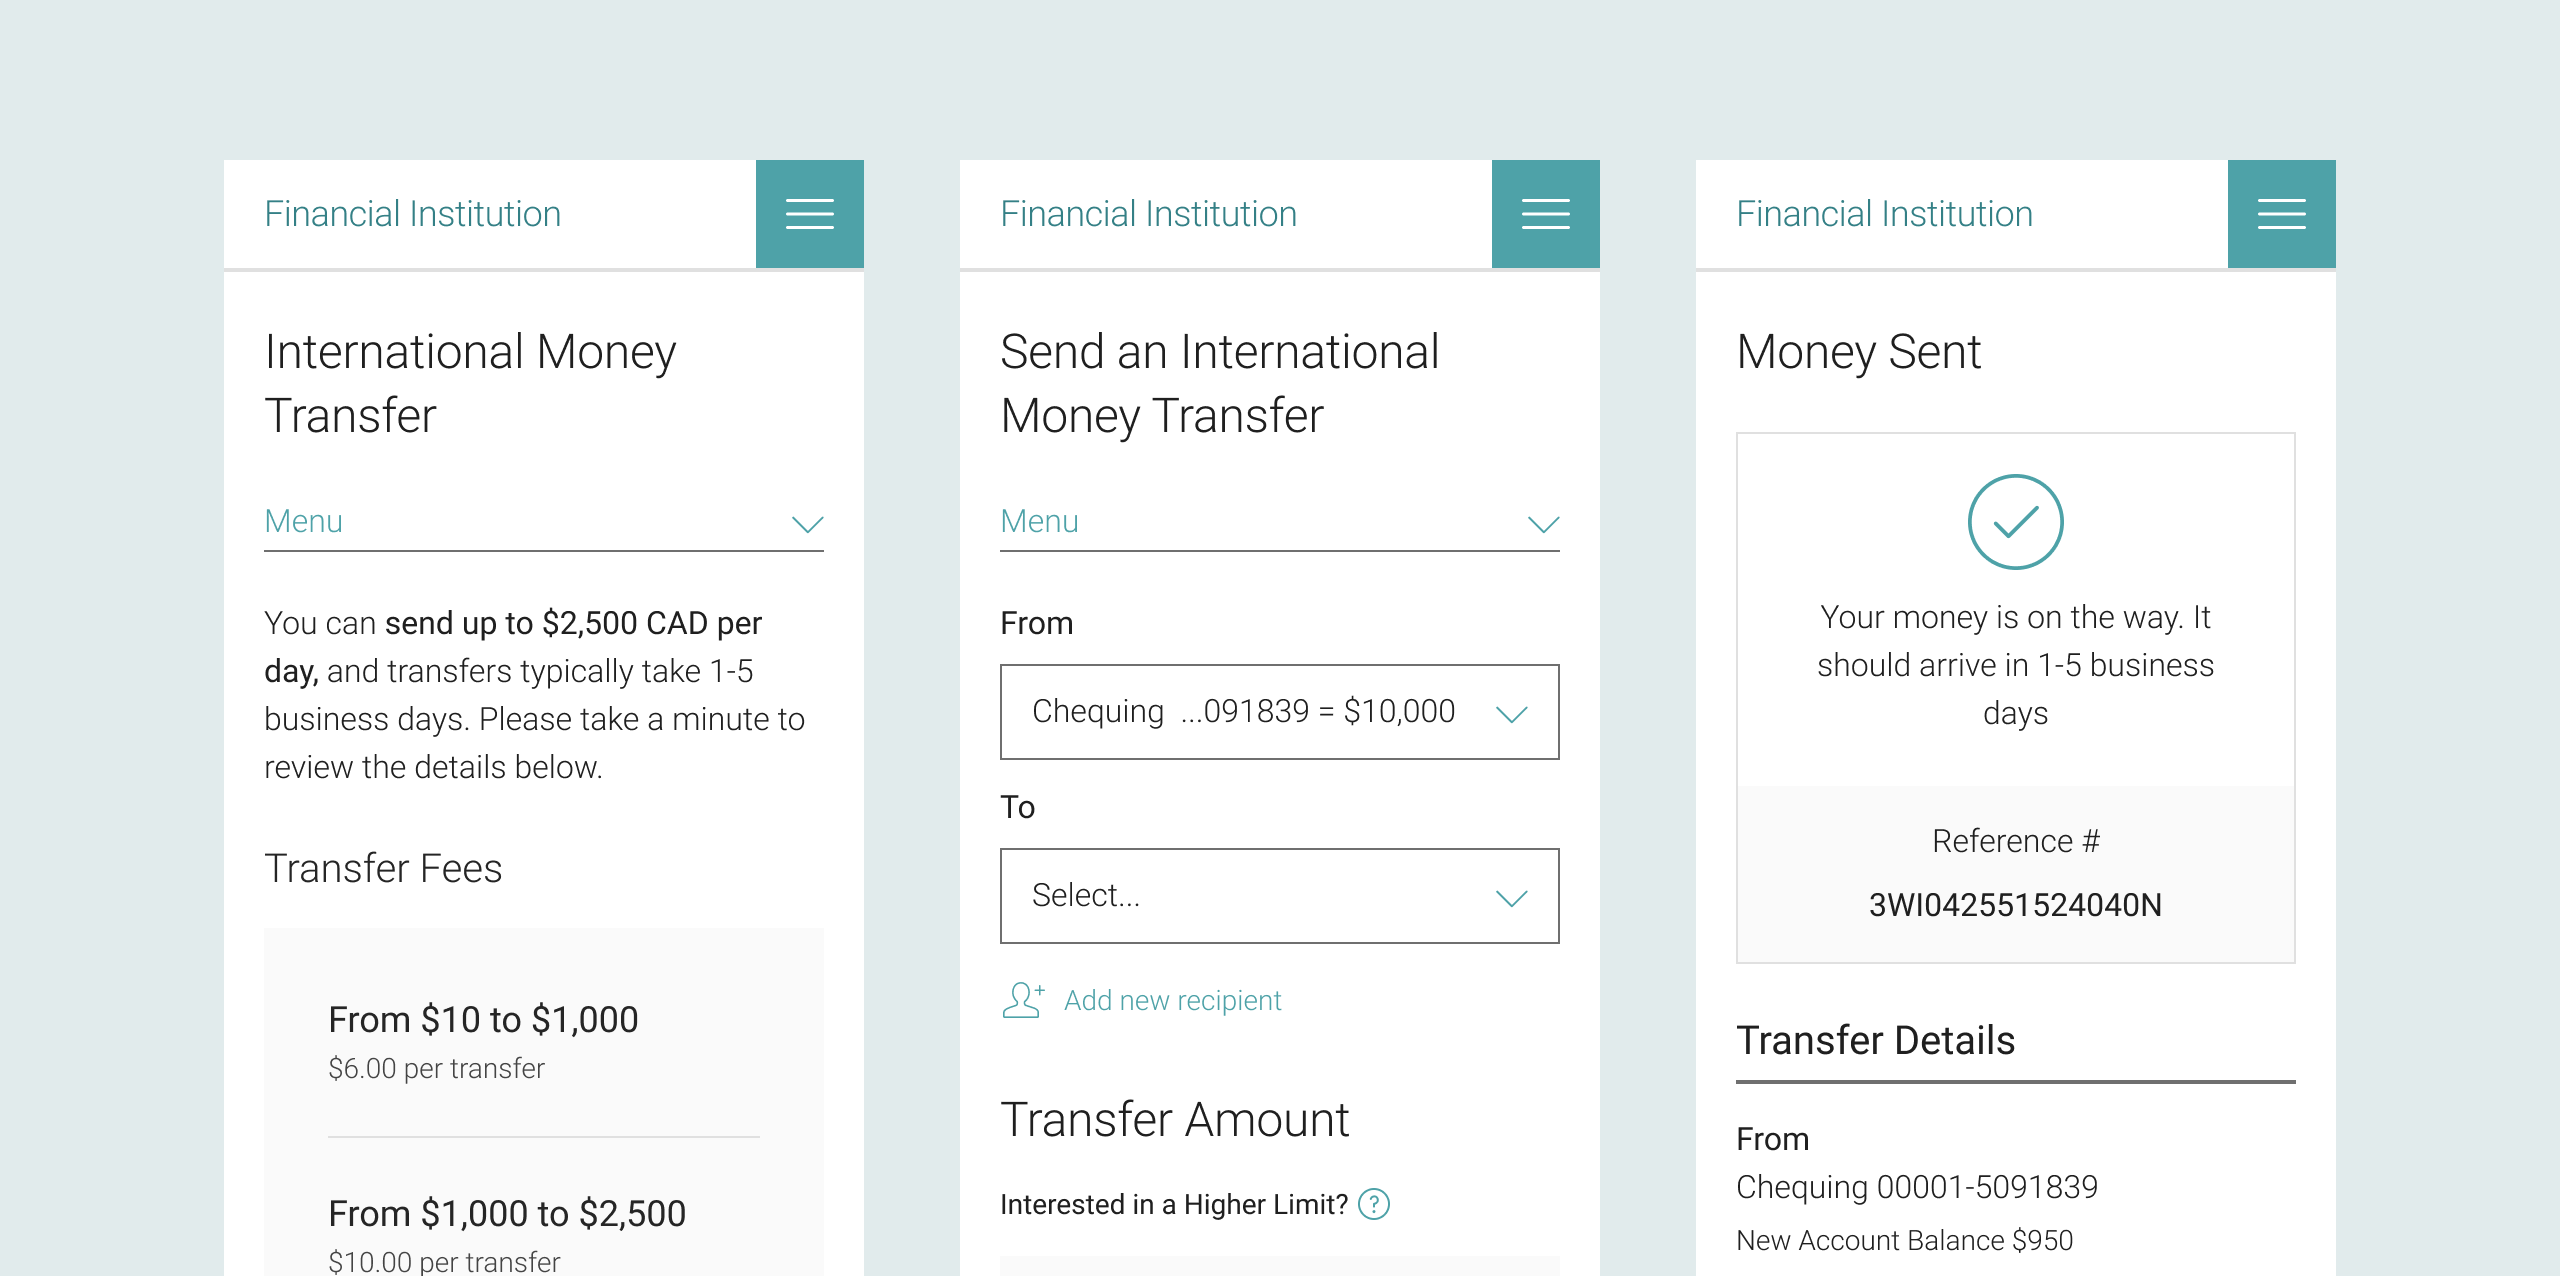 Financial Institution
International Money
Transfer
Menu
You can send up to $2,500 CAD per
day, and transfers typically take 1-5
business days. Please take a minute to
review the details below.
Transfer Fees
From $10 to $1,000
$6.00 per transfer
From $1,000 to $2,500
$10.00 per transfer
Financial Institution
Send an International
Money Transfer
Menu
From
Chequing ...091839 = $10,000
To
Select...
Add new recipient
Transfer Amount
Interested in a Higher Limit? ?
Financial Institution
Money Sent
Your money is on the way. It
should arrive in 1-5 business
days
Reference #
3WI042551524040N
Transfer Details
From
Chequing 00001-5091839
New Account Balance $950